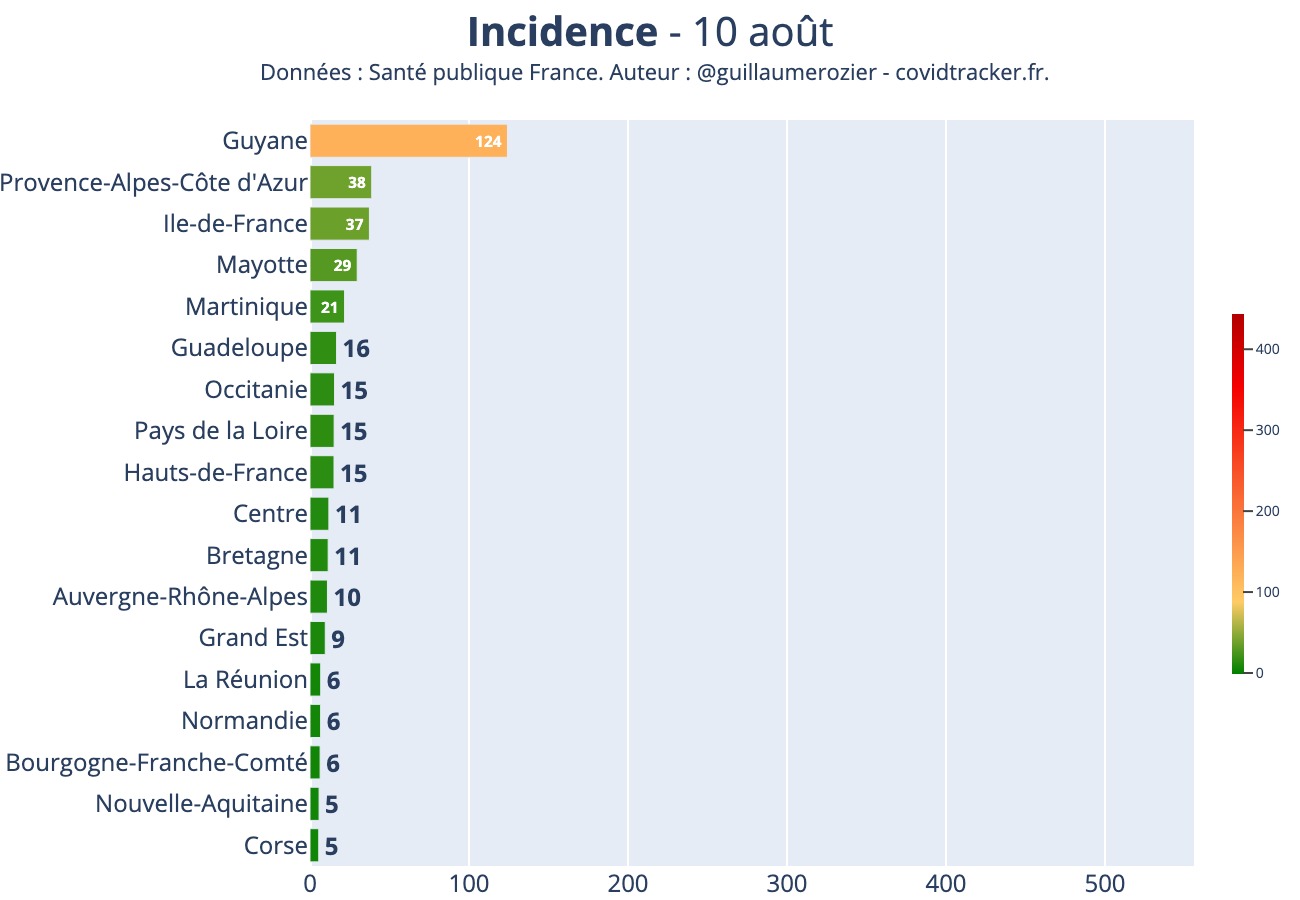 Incidence - 10 août
Données : Santé publique France. Auteur : @guillaumerozier - covidtracker.fr.
Guyane 124
Provence-Alpes-Côte d'Azur 38
Ile-de-France 37
Mayotte 29
Martinique 21
Guadeloupe 16
Occitanie 15
Pays de la Loire 15
Hauts-de-France 15
Centre 11
Bretagne 11
Auvergne-Rhône-Alpes 10
Grand Est 9
La Réunion 6
Normandie 6
Bourgogne-Franche-Comté 6
Nouvelle-Aquitaine 5
Corse 5
0 100 200 300 400 500
400
300
200
100
0